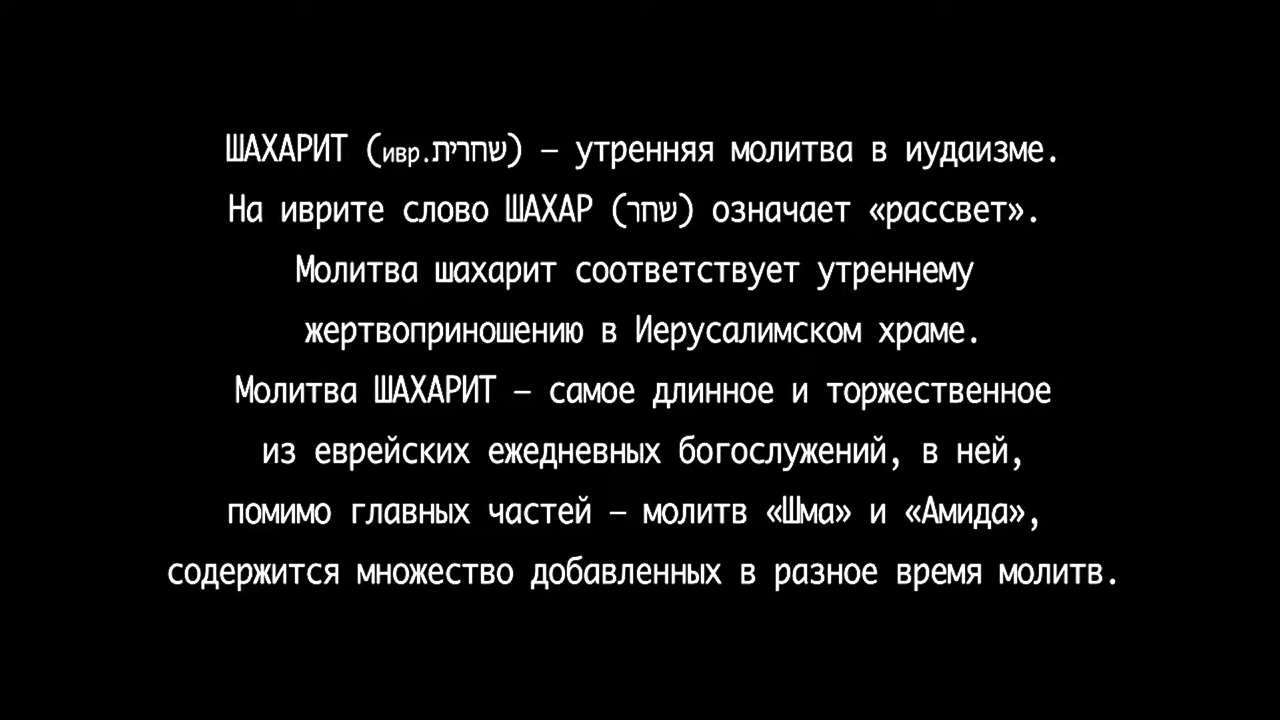 ШАХАРИТ (ивр.שחרית) – утренняя молитва в иудаизме.
На иврите слово ШАХАР (שחר) означает «рассвет».
Молитва шахарит соответствует утреннему
жертвоприношению в Иерусалимском храме.
Молитва ШАХАРИТ – самое длинное и торжественное
из еврейских ежедневных богослужений, в ней,
помимо главных частей – молитв «Шма» и «Амида»,
содержится множество добавленных в разное время молитв.